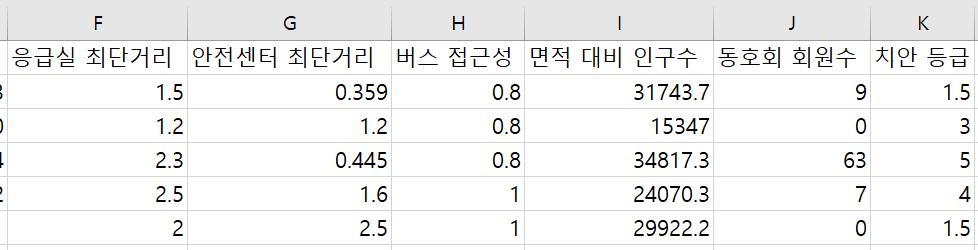 F G H I J K
응급실 최단거리 안전센터 최단거리 버스 접근성 면적 대비 인구수 동호회 회원수 치안 등급
1.5 0.359 0.8 31743.7 9 1.5
1.2 1.2 0.8 15347 0 3
2.3 0.445 0.8 34817.3 63 5
2.5 1.6 1 24070.3 7 4
2 2.5 1 29922.2 0 1.5